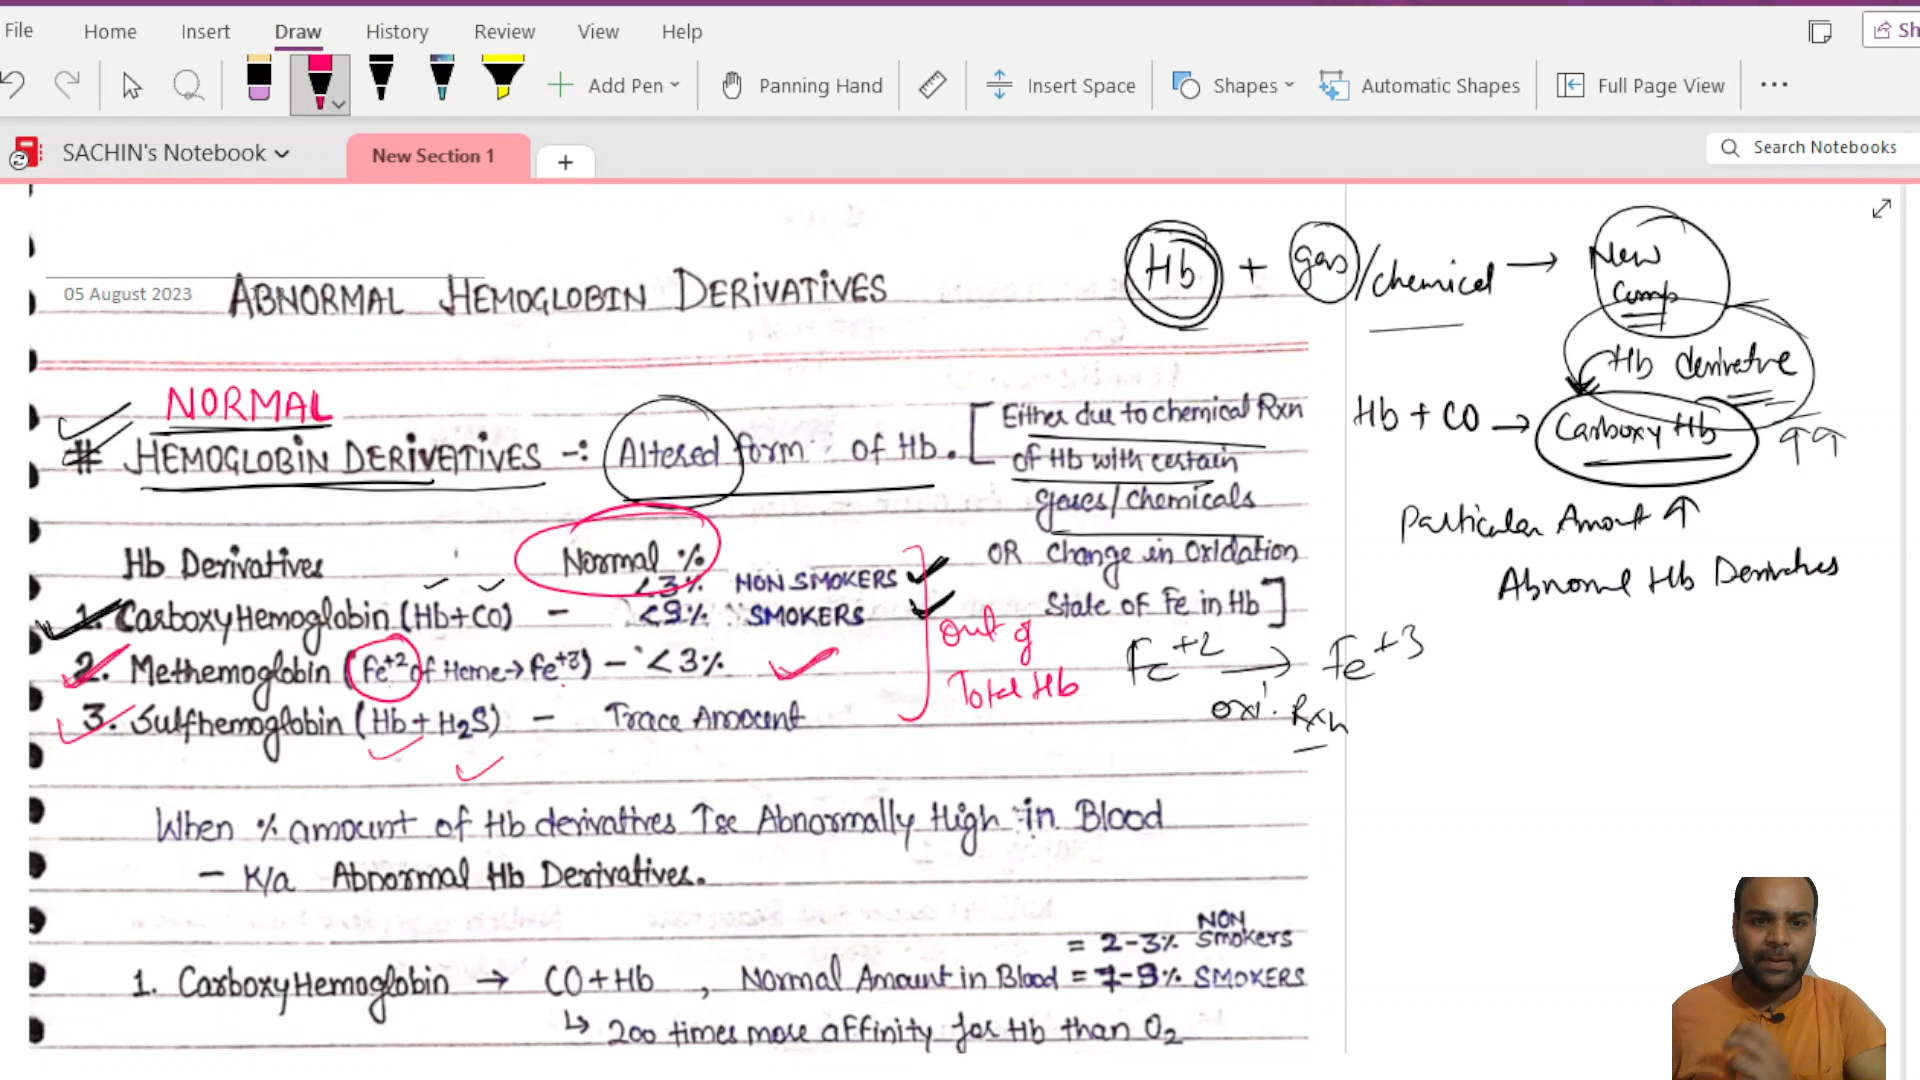 File Home Insert Draw History Review View Help Sh
Add Pen Panning Hand Insert Space Shapes Automatic Shapes Full Page View
SACHIN's Notebook New Section 1 + Search Notebooks
05 August 2023 ABNORMAL HEMOGLOBIN DERIVATIVES
Hb + gas/chemical → New Comp
Hb derivative
Hb + CO → Carboxy Hb ↑↑
Particular Amout ↑
Abnormal Hb Derivatives
NORMAL
# HEMOGLOBIN DERIVATIVES -: Altered form of Hb. [Either due to chemical Rxn
of Hb with certain
gases/chemicals
OR Change in Oxidation
State of Fe in Hb]
Fe+2 → Fe+3
oxi. Rxn
Hb Derivatives Normal %
1. CarboxyHemoglobin (Hb+CO) - <3% NON SMOKERS
<9% SMOKERS
2. Methemoglobin (Fe+2 of Heme→Fe+3) - <3%
3. Sulfhemoglobin (Hb + H2S) - Trace Amount
Out of
Total Hb
When % amount of Hb derivatives ↑se Abnormally High in Blood
- K/a Abnormal Hb Derivatives.
1. CarboxyHemoglobin → CO+Hb , Normal Amount in Blood = 2-3% NON Smokers
= 7-9% SMOKERS
↳ 200 times more affinity for Hb than O2